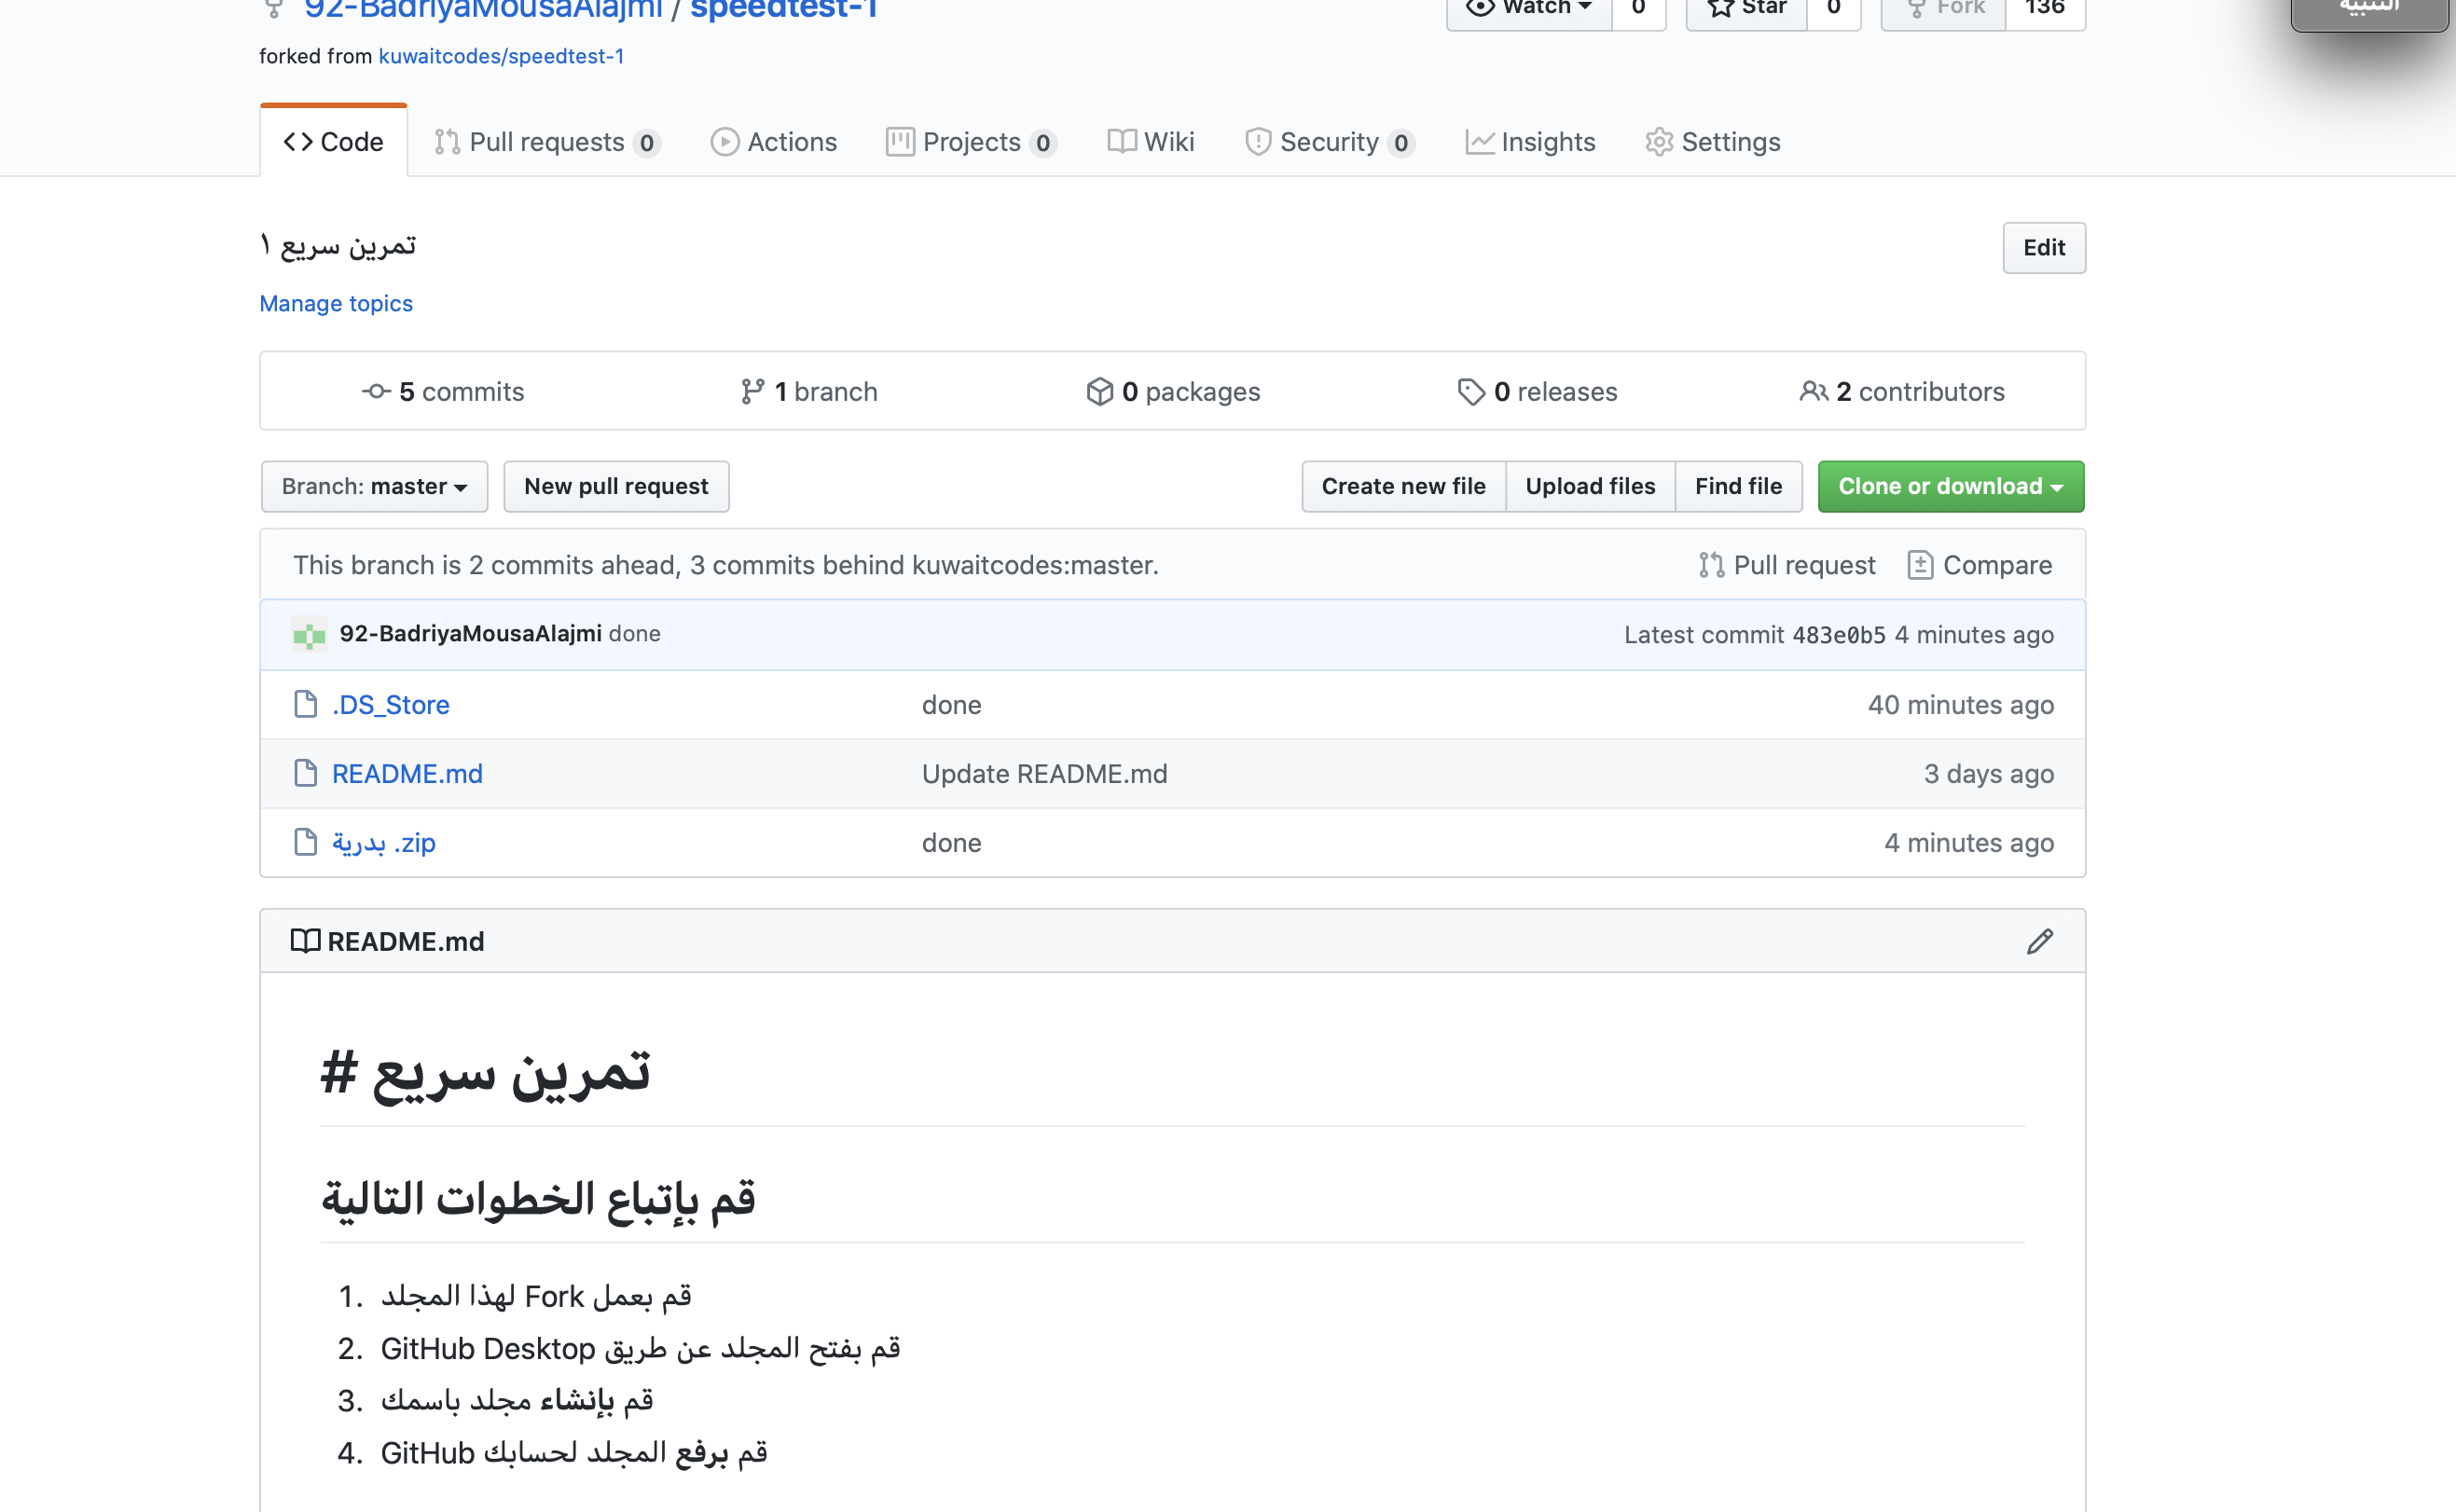 92-BadriyaMousaAlajmi / speedtest-1
Watch 0 Star 0 Fork 136
التنبيه
forked from kuwaitcodes/speedtest-1
Code Pull requests 0 Actions Projects 0 Wiki Security 0 Insights Settings
تمرين سريع ١
Edit
Manage topics
5 commits 1 branch 0 packages 0 releases 2 contributors
Branch: master New pull request Create new file Upload files Find file Clone or download
This branch is 2 commits ahead, 3 commits behind kuwaitcodes:master. Pull request Compare
92-BadriyaMousaAlajmi done Latest commit 483e0b5 4 minutes ago
.DS_Store done 40 minutes ago
README.md Update README.md 3 days ago
بدرية .zip done 4 minutes ago
README.md
# تمرين سريع
قم بإتباع الخطوات التالية
1. قم بعمل Fork لهذا المجلد
2. قم بفتح المجلد عن طريق GitHub Desktop
3. قم بإنشاء مجلد باسمك
4. قم برفع المجلد لحسابك GitHub